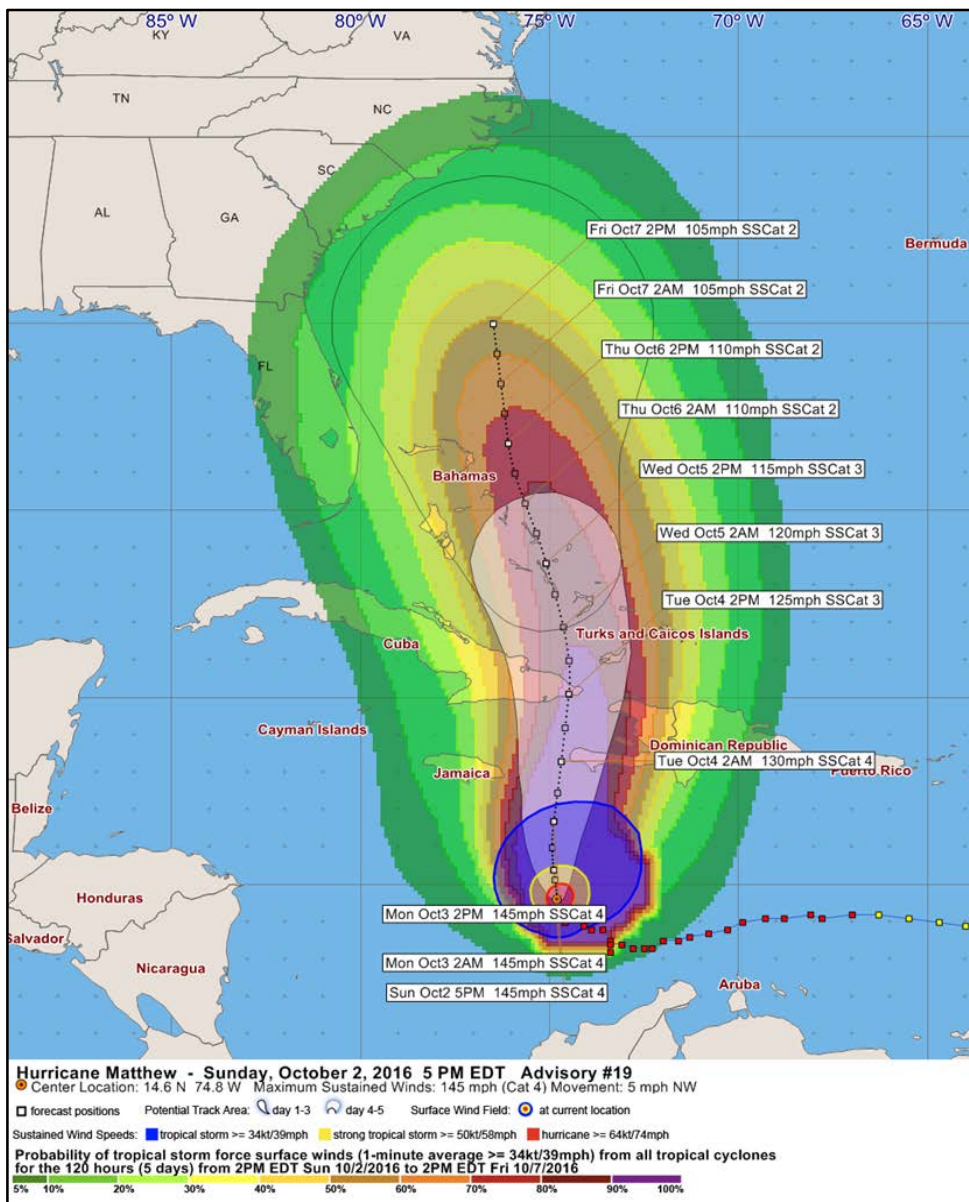 85° W 80° W 75° W 70° W 65° W
KY
VA
TN
NC
SC
AL
GA
Fri Oct7 2PM 105mph SSCat 2
Bermuda
Fri Oct7 2AM 105mph SSCat 2
Thu Oct6 2PM 110mph SSCat 2
FL
Thu Oct6 2AM 110mph SSCat 2
Wed Oct5 2PM 115mph SSCat 3
Bahamas
Wed Oct5 2AM 120mph SSCat 3
Tue Oct4 2PM 125mph SSCat 3
Turks and Caicos Islands
Cuba
Cayman Islands
Dominican Republic
Tue Oct4 2AM 130mph SSCat 4
Jamaica
Puerto Rico
Belize
Honduras
Mon Oct3 2PM 145mph SSCat 4
Salvador
Mon Oct3 2AM 145mph SSCat 4
Nicaragua
Aruba
Sun Oct2 5PM 145mph SSCat 4
Hurricane Matthew - Sunday, October 2, 2016 5 PM EDT Advisory #19
Center Location: 14.6 N 74.8 W Maximum Sustained Winds: 145 mph (Cat 4) Movement: 5 mph NW
forecast positions Potential Track Area: day 1-3 day 4-5 Surface Wind Field: at current location
Sustained Wind Speeds: tropical storm >= 34kt/39mph strong tropical storm >= 50kt/58mph hurricane >= 64kt/74mph
Probability of tropical storm force surface winds (1-minute average >= 34kt/39mph) from all tropical cyclones
for the 120 hours (5 days) from 2PM EDT Sun 10/2/2016 to 2PM EDT Fri 10/7/2016
5% 10% 20% 30% 40% 50% 60% 70% 80% 90% 100%